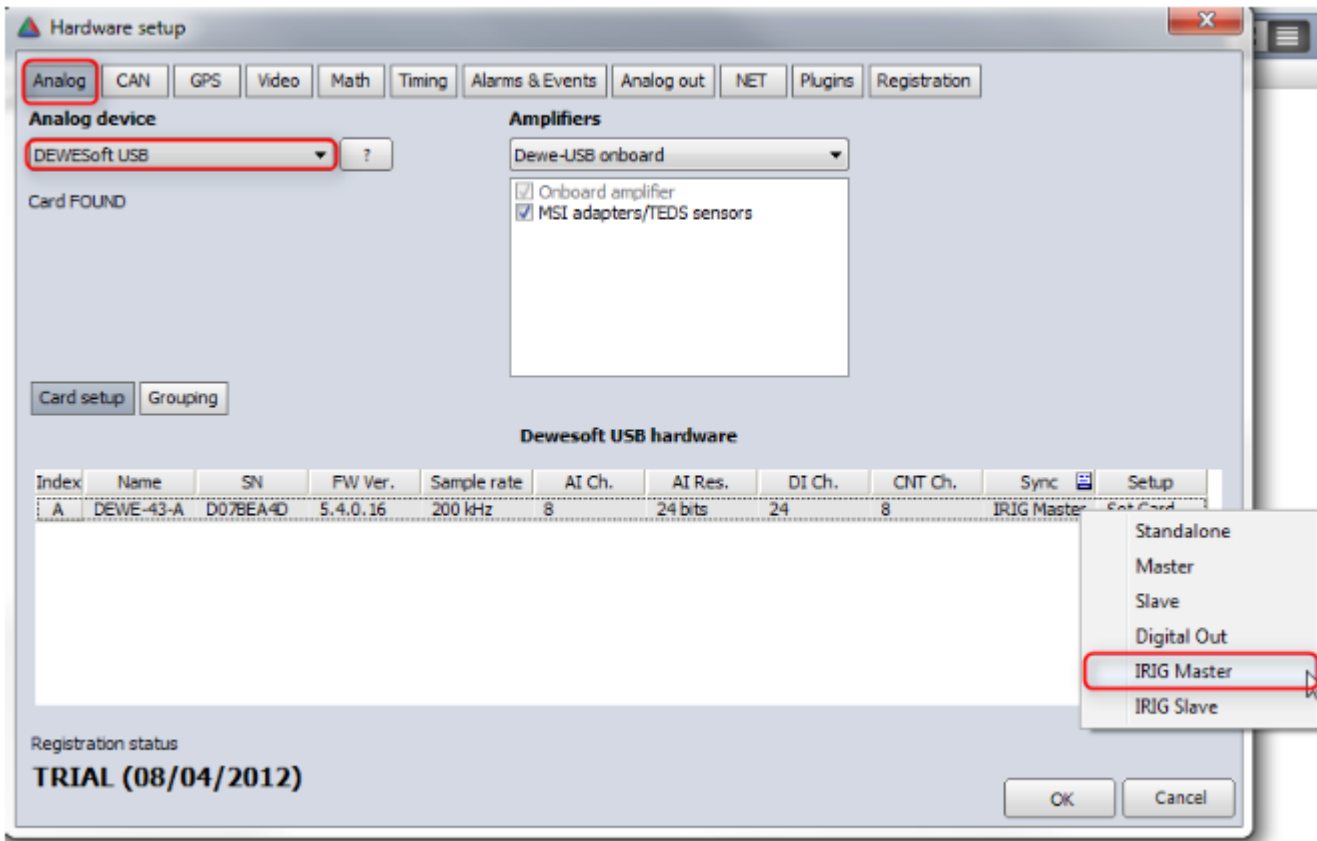 Hardware setup
Analog CAN GPS Video Math Timing Alarms & Events Analog out NET Plugins Registration
Analog device Amplifiers
DEWESoft USB ? Dewe-USB onboard
Card FOUND
Onboard amplifier
MSI adapters/TEDS sensors
Card setup Grouping
Dewesoft USB hardware
Index Name SN FW Ver. Sample rate AI Ch. AI Res. DI Ch. CNT Ch. Sync Setup
A DEWE-43-A D07BEA4D 5.4.0.16 200 kHz 8 24 bits 24 8 IRIG Master Set Card
Standalone
Master
Slave
Digital Out
IRIG Master
IRIG Slave
Registration status
TRIAL (08/04/2012)
OK Cancel